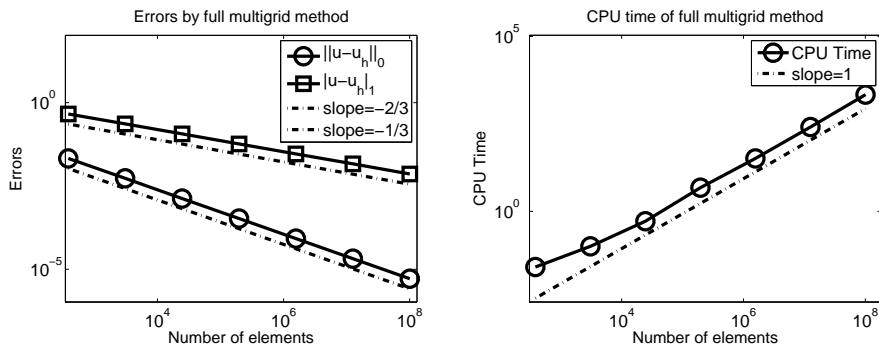 Errors by full multigrid method
||u−u_h||_0
|u−u_h|_1
slope=−2/3
slope=−1/3
10^0
10^−5
Errors
10^4
10^6
10^8
Number of elements
CPU time of full multigrid method
CPU Time
slope=1
10^5
10^0
CPU Time
10^4
10^6
10^8
Number of elements